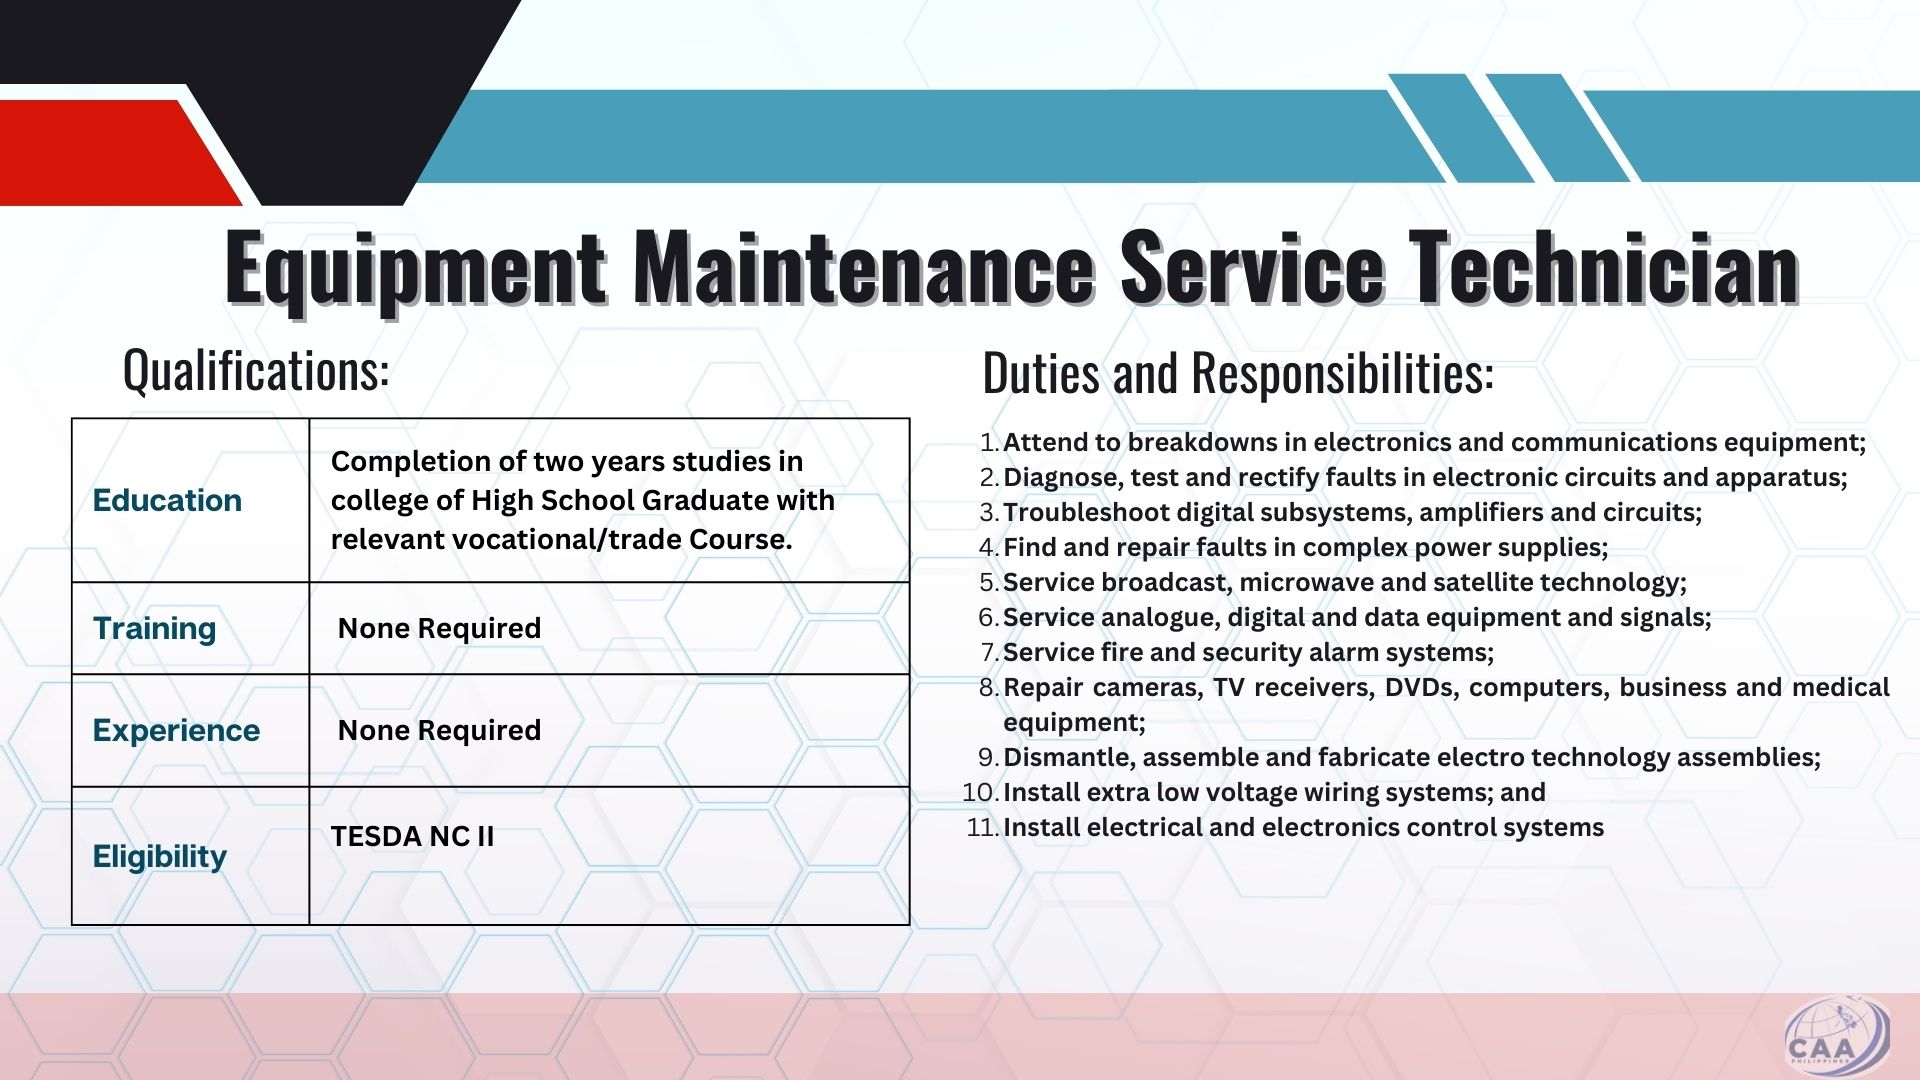 Equipment Maintenance Service Technician
Qualifications:
Education
Completion of two years studies in
college of High School Graduate with
relevant vocational/trade Course.
Training
None Required
Experience
None Required
Eligibility
TESDA NC II
Duties and Responsibilities:
1. Attend to breakdowns in electronics and communications equipment;
2. Diagnose, test and rectify faults in electronic circuits and apparatus;
3. Troubleshoot digital subsystems, amplifiers and circuits;
4. Find and repair faults in complex power supplies;
5. Service broadcast, microwave and satellite technology;
6. Service analogue, digital and data equipment and signals;
7. Service fire and security alarm systems;
8. Repair cameras, TV receivers, DVDs, computers, business and medical
equipment;
9. Dismantle, assemble and fabricate electro technology assemblies;
10. Install extra low voltage wiring systems; and
11. Install electrical and electronics control systems
CAA
PHILIPPINES